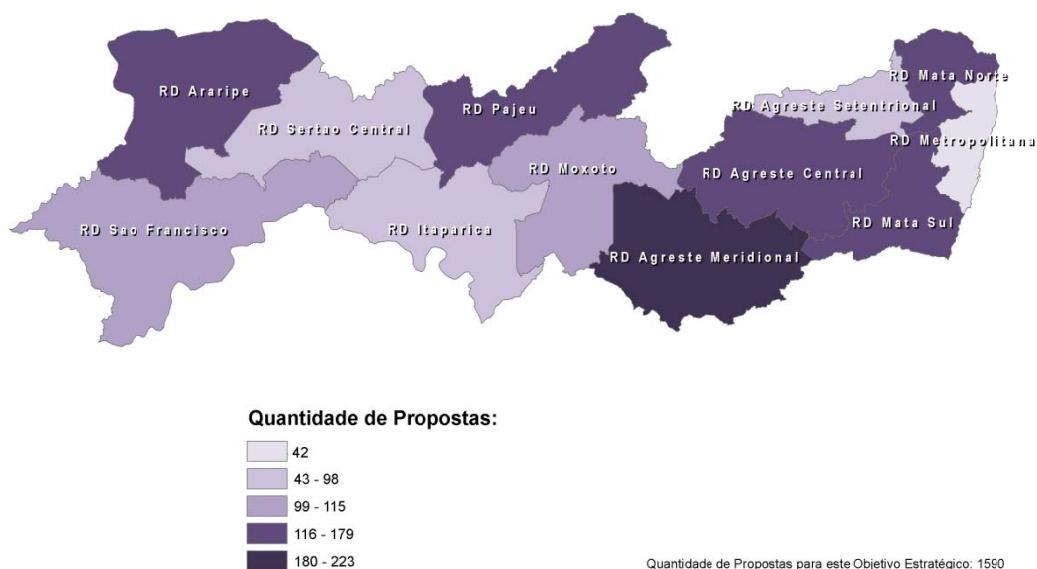 RD Mata Norte
RD Araripe
RD Pajeu
RD Agreste Setentrional
RD Sertao Central
RD Metropolitana
RD Moxoto
RD Agreste Central
RD Sao Francisco
RD Itaparica
RD Mata Sul
RD Agreste Meridional
Quantidade de Propostas:
42
43 - 98
99 - 115
116 - 179
180 - 223
Quantidade de Propostas para este Objetivo Estratégico: 1590